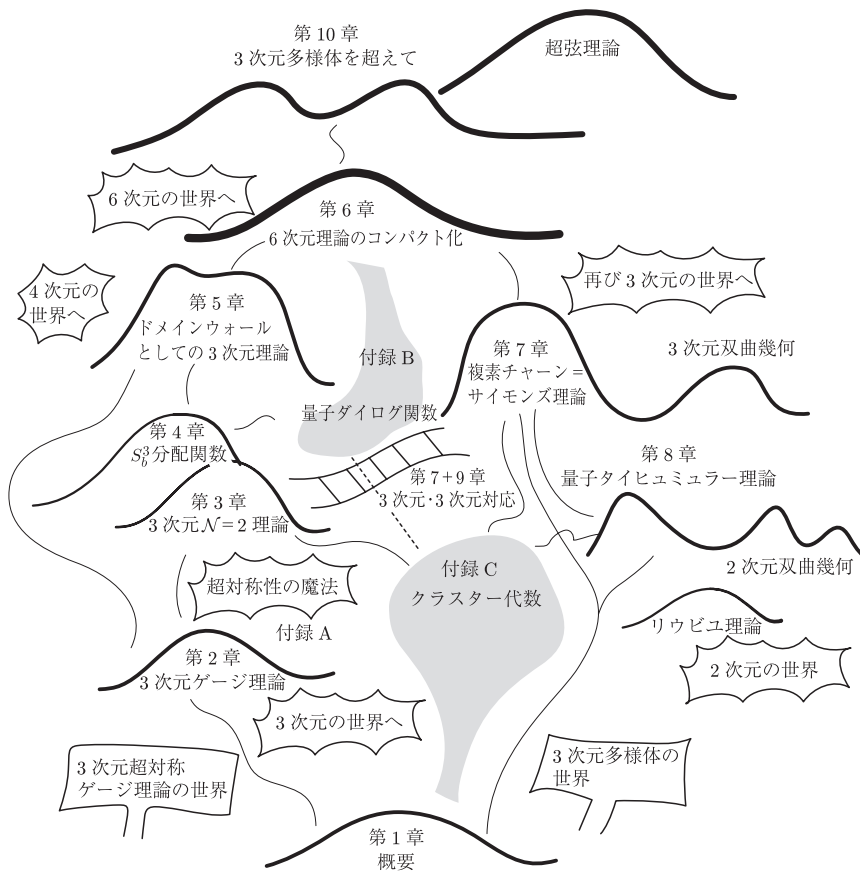 第 10 章
3 次元多様体を超えて
超弦理論
6 次元の世界へ
第 6 章
6 次元理論のコンパクト化
4 次元の
世界へ
第 5 章
ドメインウォール
としての 3 次元理論
再び 3 次元の世界へ
付録 B
量子ダイログ関数
第 7 章
複素チャーン=
サイモンズ理論
3 次元双曲幾何
第 4 章
S_b^3分配関数
第 3 章
3 次元 𝒩=2 理論
第 7+9 章
3 次元・3 次元対応
第 8 章
量子タイヒュミュラー理論
2 次元双曲幾何
超対称性の魔法
付録 C
クラスター代数
リウビユ理論
付録 A
第 2 章
3 次元ゲージ理論
2 次元の世界
3 次元の世界へ
3 次元超対称
ゲージ理論の世界
3 次元多様体の
世界
第 1 章
概要